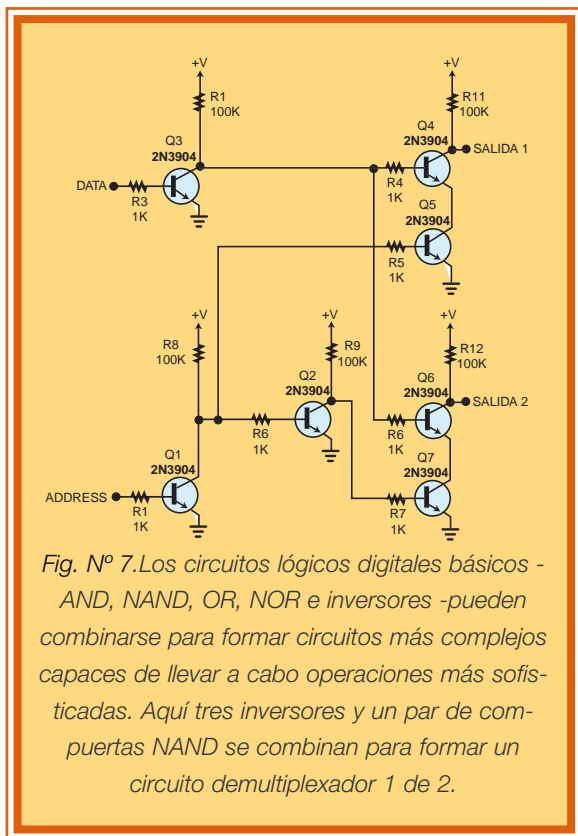 +V
R1
100K
Q3
2N3904
DATA
R3
1K
+V
R11
100K
Q4
2N3904
SALIDA 1
R4
1K
Q5
2N3904
R5
1K
+V
R8
100K
+V
R9
100K
Q2
2N3904
R6
1K
+V
R12
100K
Q6
2N3904
SALIDA 2
R6
1K
Q7
2N3904
R7
1K
Q1
2N3904
ADDRESS
R1
1K
Fig. Nº 7.Los circuitos lógicos digitales básicos -
AND, NAND, OR, NOR e inversores -pueden
combinarse para formar circuitos más complejos
capaces de llevar a cabo operaciones más sofis-
ticadas. Aquí tres inversores y un par de com-
puertas NAND se combinan para formar un
circuito demultiplexador 1 de 2.